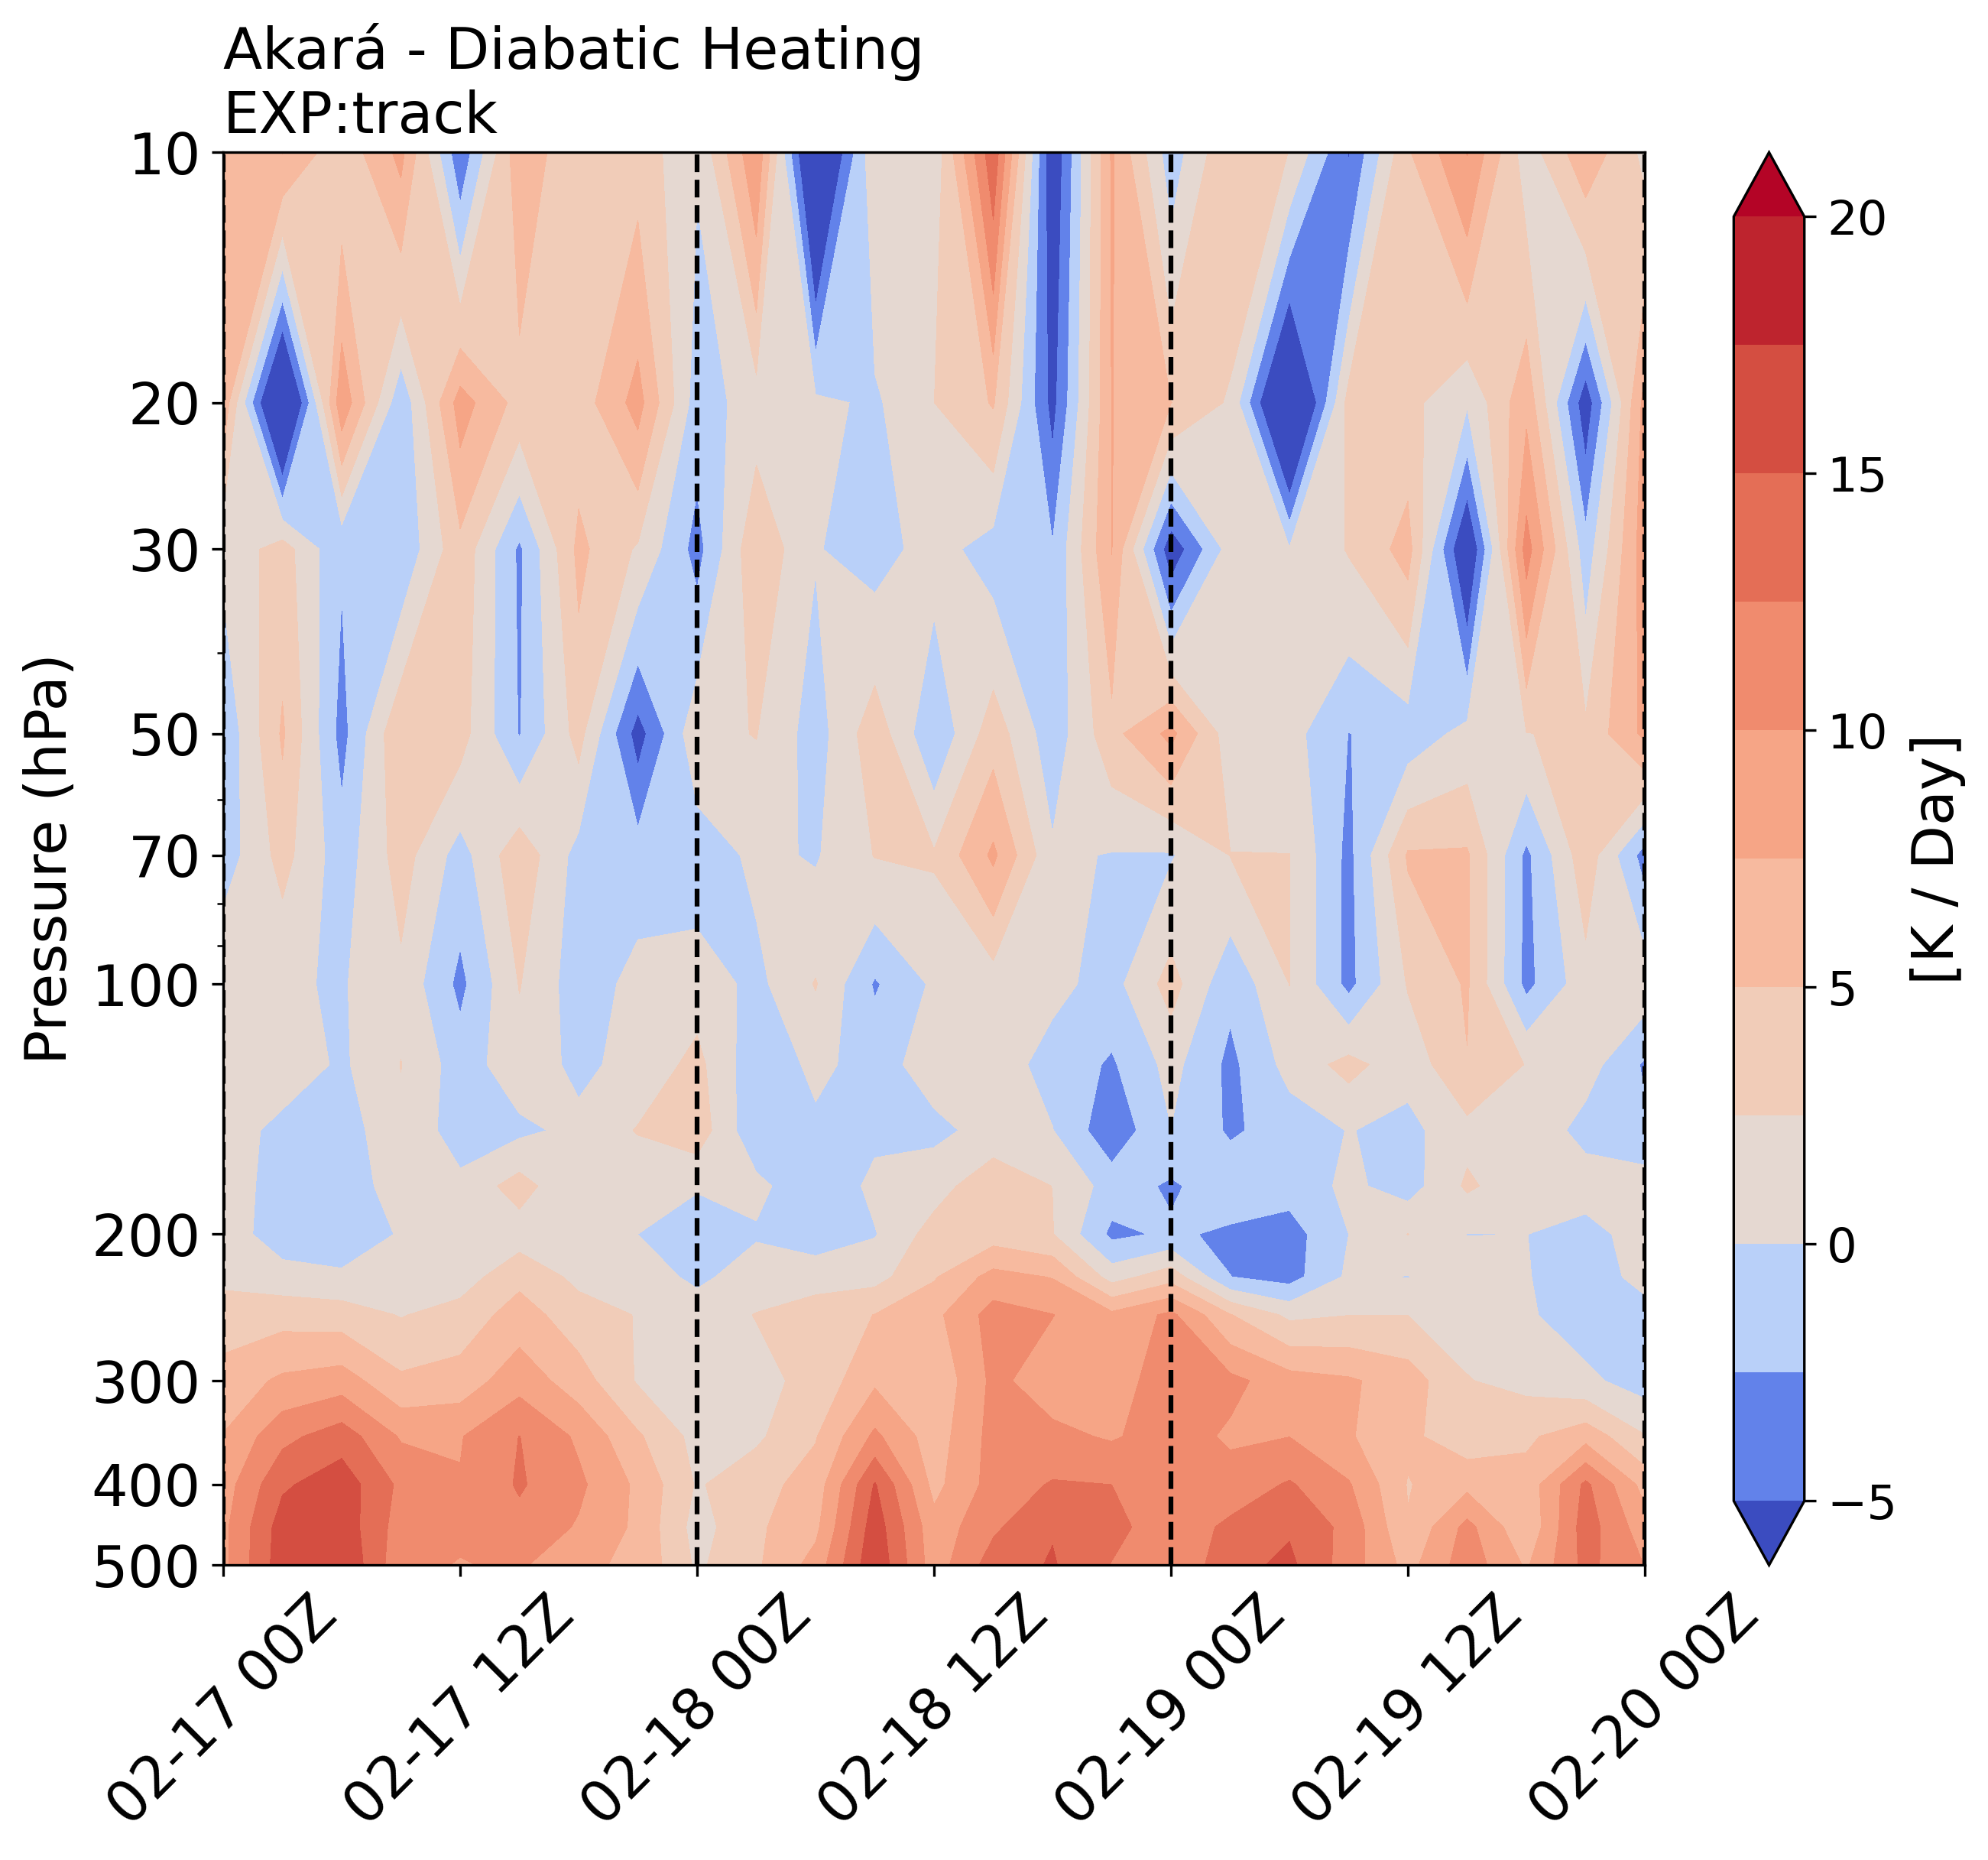 Akará - Diabatic Heating
EXP:track
Pressure (hPa)
10
20
30
50
70
100
200
300
400
500
02-17 00Z
02-17 12Z
02-18 00Z
02-18 12Z
02-19 00Z
02-19 12Z
02-20 00Z
20
15
10
5
0
−5
[K / Day]